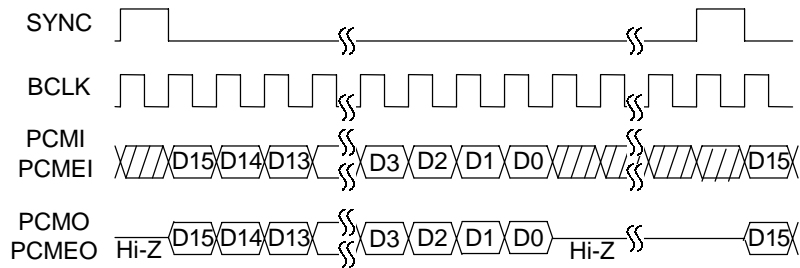 SYNC
BCLK
PCMI
PCMEI
D15 D14 D13 D3 D2 D1 D0 D15
PCMO
PCMEO
Hi-Z D15 D14 D13 D3 D2 D1 D0 Hi-Z D15